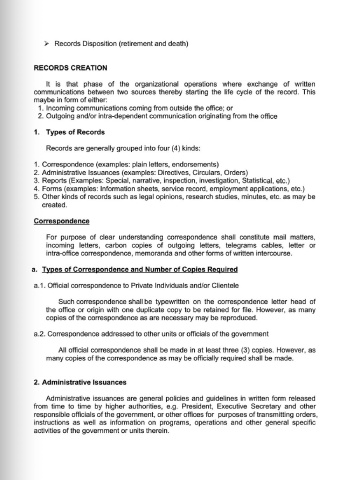 ➢ Records Disposition (retirement and death)
RECORDS CREATION
It is that phase of the organizational operations where exchange of written
communications between two sources thereby starting the life cycle of the record. This
maybe in form of either:
1. Incoming communications coming from outside the office; or
2. Outgoing and/or intra-dependent communication originating from the office
1. Types of Records
Records are generally grouped into four (4) kinds:
1. Correspondence (examples: plain letters, endorsements)
2. Administrative Issuances (examples: Directives, Circulars, Orders)
3. Reports (Examples: Special, narrative, inspection, investigation, Statistical, etc.)
4. Forms (examples: Information sheets, service record, employment applications, etc.)
5. Other kinds of records such as legal opinions, research studies, minutes, etc. as may be
created.
Correspondence
For purpose of clear understanding correspondence shall constitute mail matters,
incoming letters, carbon copies of outgoing letters, telegrams cables, letter or
intra-office correspondence, memoranda and other forms of written intercourse.
a. Types of Correspondence and Number of Copies Required
a.1. Official correspondence to Private Individuals and/or Clientele
Such correspondence shall be typewritten on the correspondence letter head of
the office or origin with one duplicate copy to be retained for file. However, as many
copies of the correspondence as are necessary may be reproduced.
a.2. Correspondence addressed to other units or officials of the government
All official correspondence shall be made in at least three (3) copies. However, as
many copies of the correspondence as may be officially required shall be made.
2. Administrative Issuances
Administrative issuances are general policies and guidelines in written form released
from time to time by higher authorities, e.g. President, Executive Secretary and other
responsible officials of the government, or other offices for purposes of transmitting orders,
instructions as well as information on programs, operations and other general specific
activities of the government or units therein.